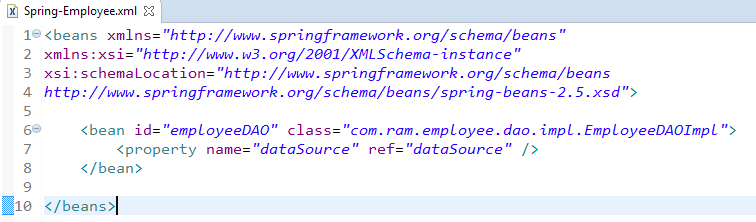 Spring-Employee.xml
1 <beans xmlns="http://www.springframework.org/schema/beans"
2 xmlns:xsi="http://www.w3.org/2001/XMLSchema-instance"
3 xsi:schemaLocation="http://www.springframework.org/schema/beans
4 http://www.springframework.org/schema/beans/spring-beans-2.5.xsd">
5
6     <bean id="employeeDAO" class="com.ram.employee.dao.impl.EmployeeDAOImpl">
7         <property name="dataSource" ref="dataSource" />
8     </bean>
9
10 </beans>